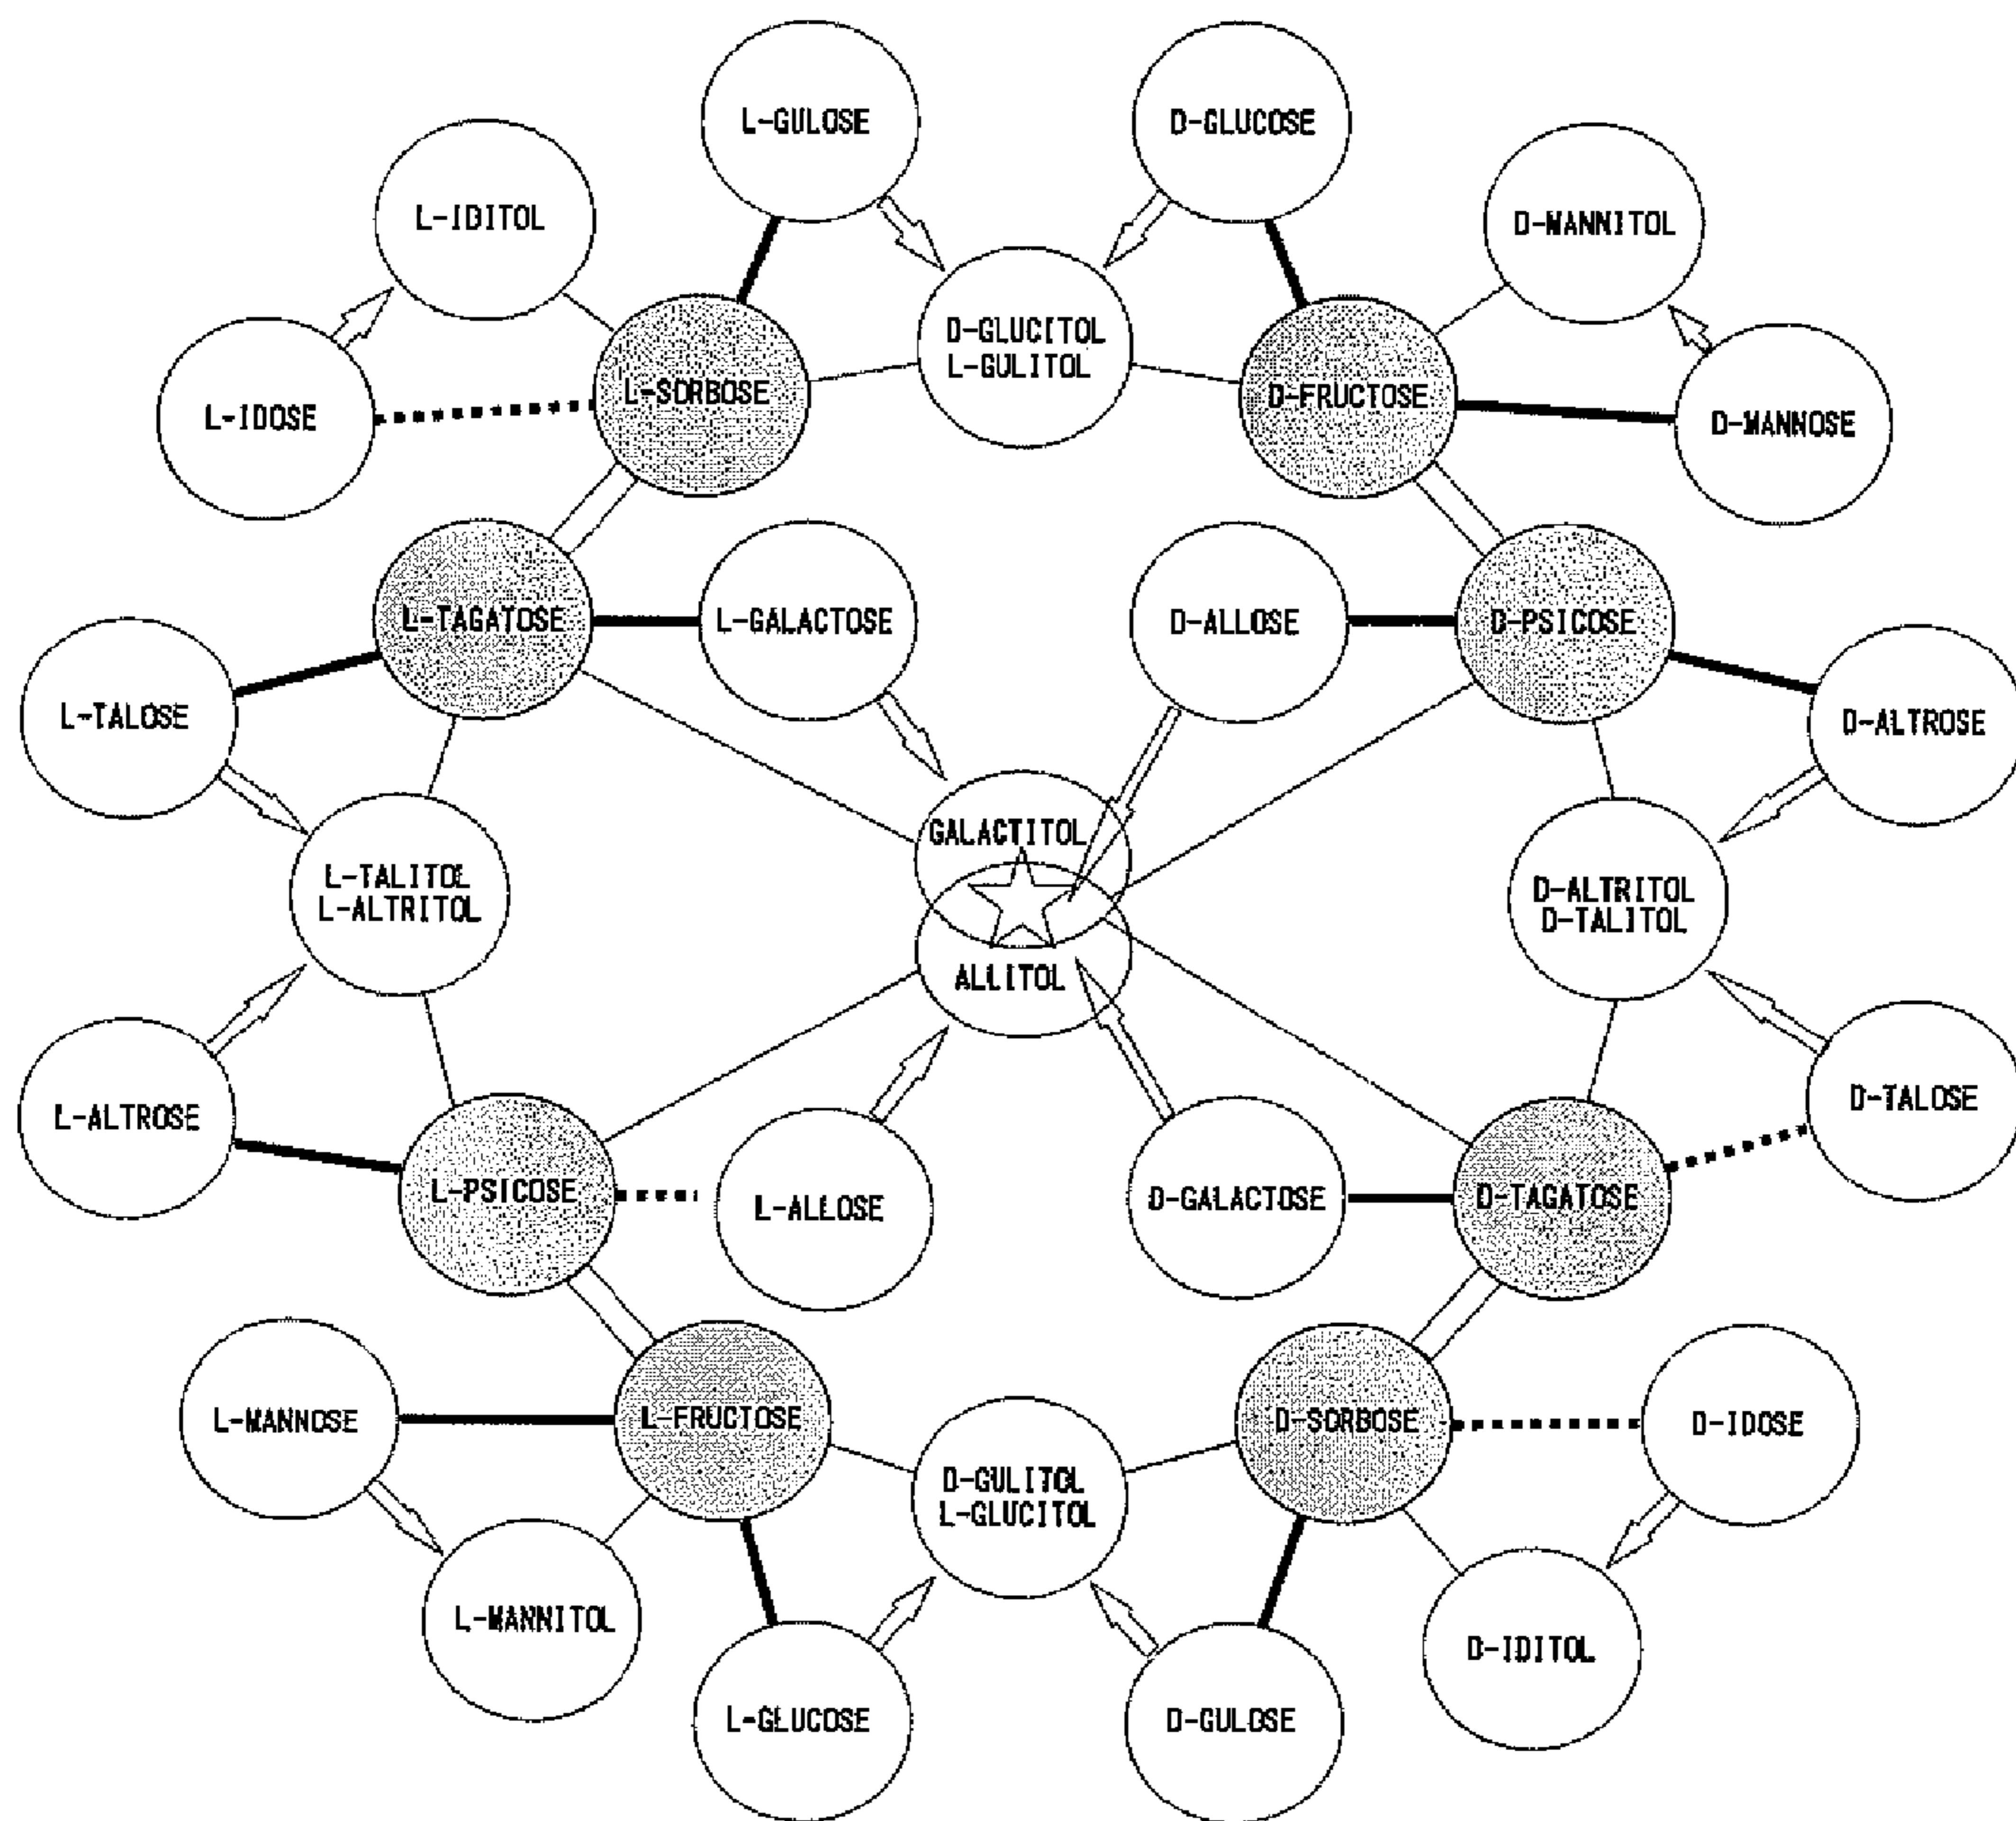 L-GULOSE
D-GLUCOSE
L-IDITOL
D-MANNITOL
D-GLUCITOL
L-GULITOL
L-IDOSE
L-SORBOSE
D-FRUCTOSE
D-MANNOSE
L-TAGATOSE
L-GALACTOSE
D-ALLOSE
D-PSICOSE
L-TALOSE
D-ALTROSE
GALACTITOL
L-TALITOL
L-ALTRITOL
D-ALTRITOL
D-TALITOL
ALLITOL
L-ALTROSE
D-TALOSE
L-PSICOSE
L-ALLOSE
D-GALACTOSE
D-TAGATOSE
L-MANNOSE
L-FRUCTOSE
D-SORBOSE
D-IDOSE
D-GULITOL
L-GLUCITOL
L-MANNITOL
D-IDITOL
L-GLUCOSE
D-GULOSE